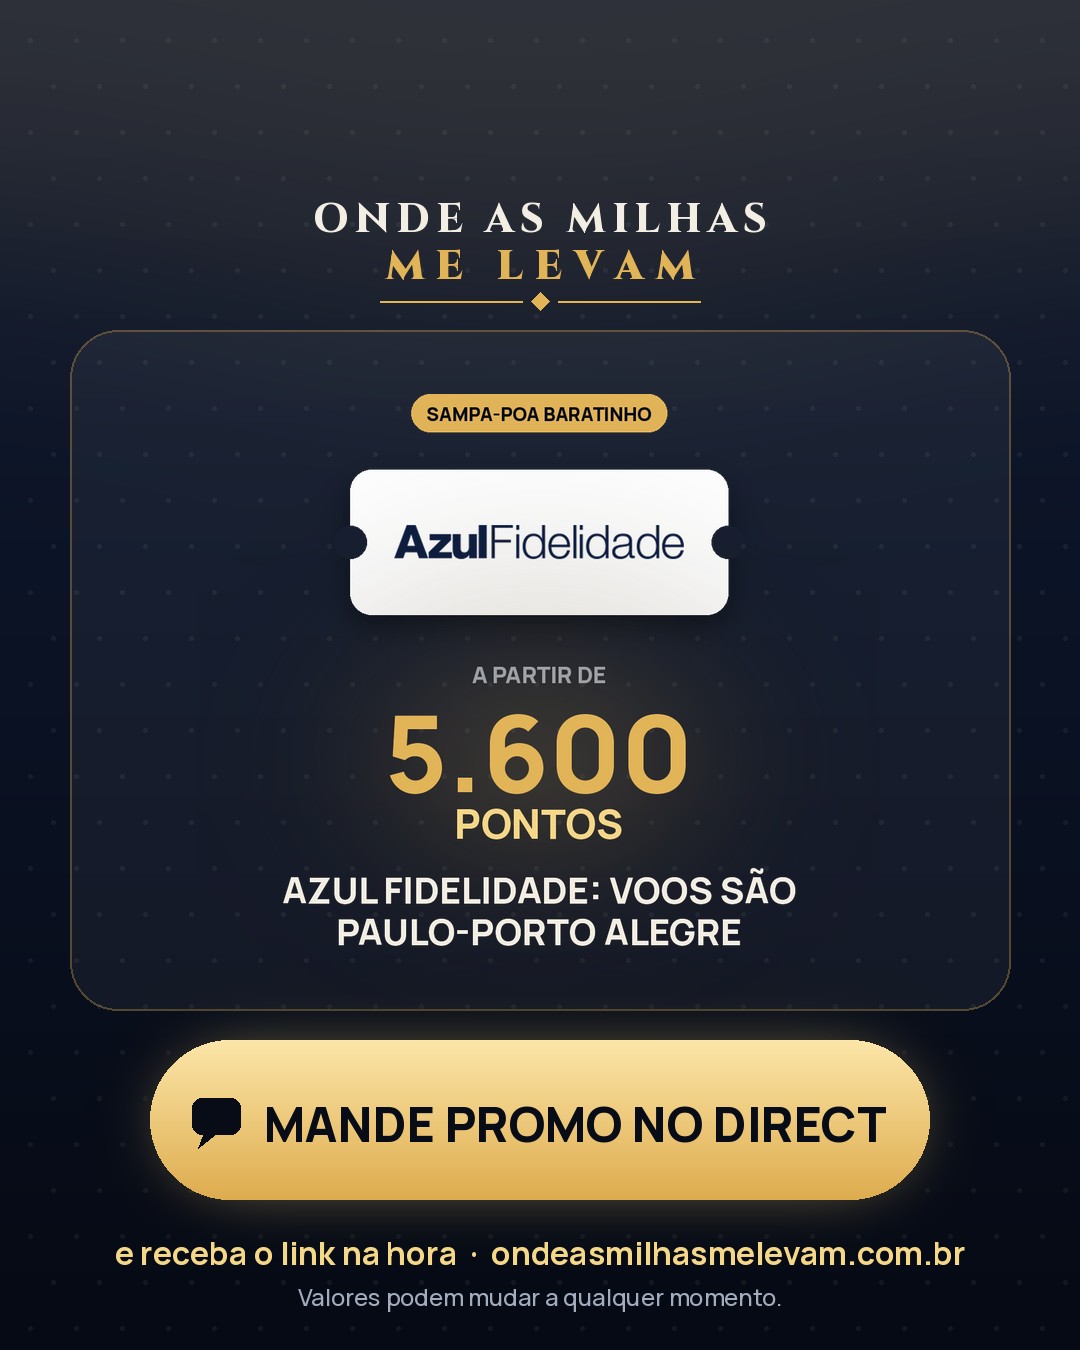 ONDE AS MILHAS
ME LEVAM
SAMPA-POA BARATINHO
AzulFidelidade
A PARTIR DE
5.600
PONTOS
AZUL FIDELIDADE: VOOS SÃO
PAULO-PORTO ALEGRE
MANDE PROMO NO DIRECT
e receba o link na hora · ondeasmilhasmelevam.com.br
Valores podem mudar a qualquer momento.